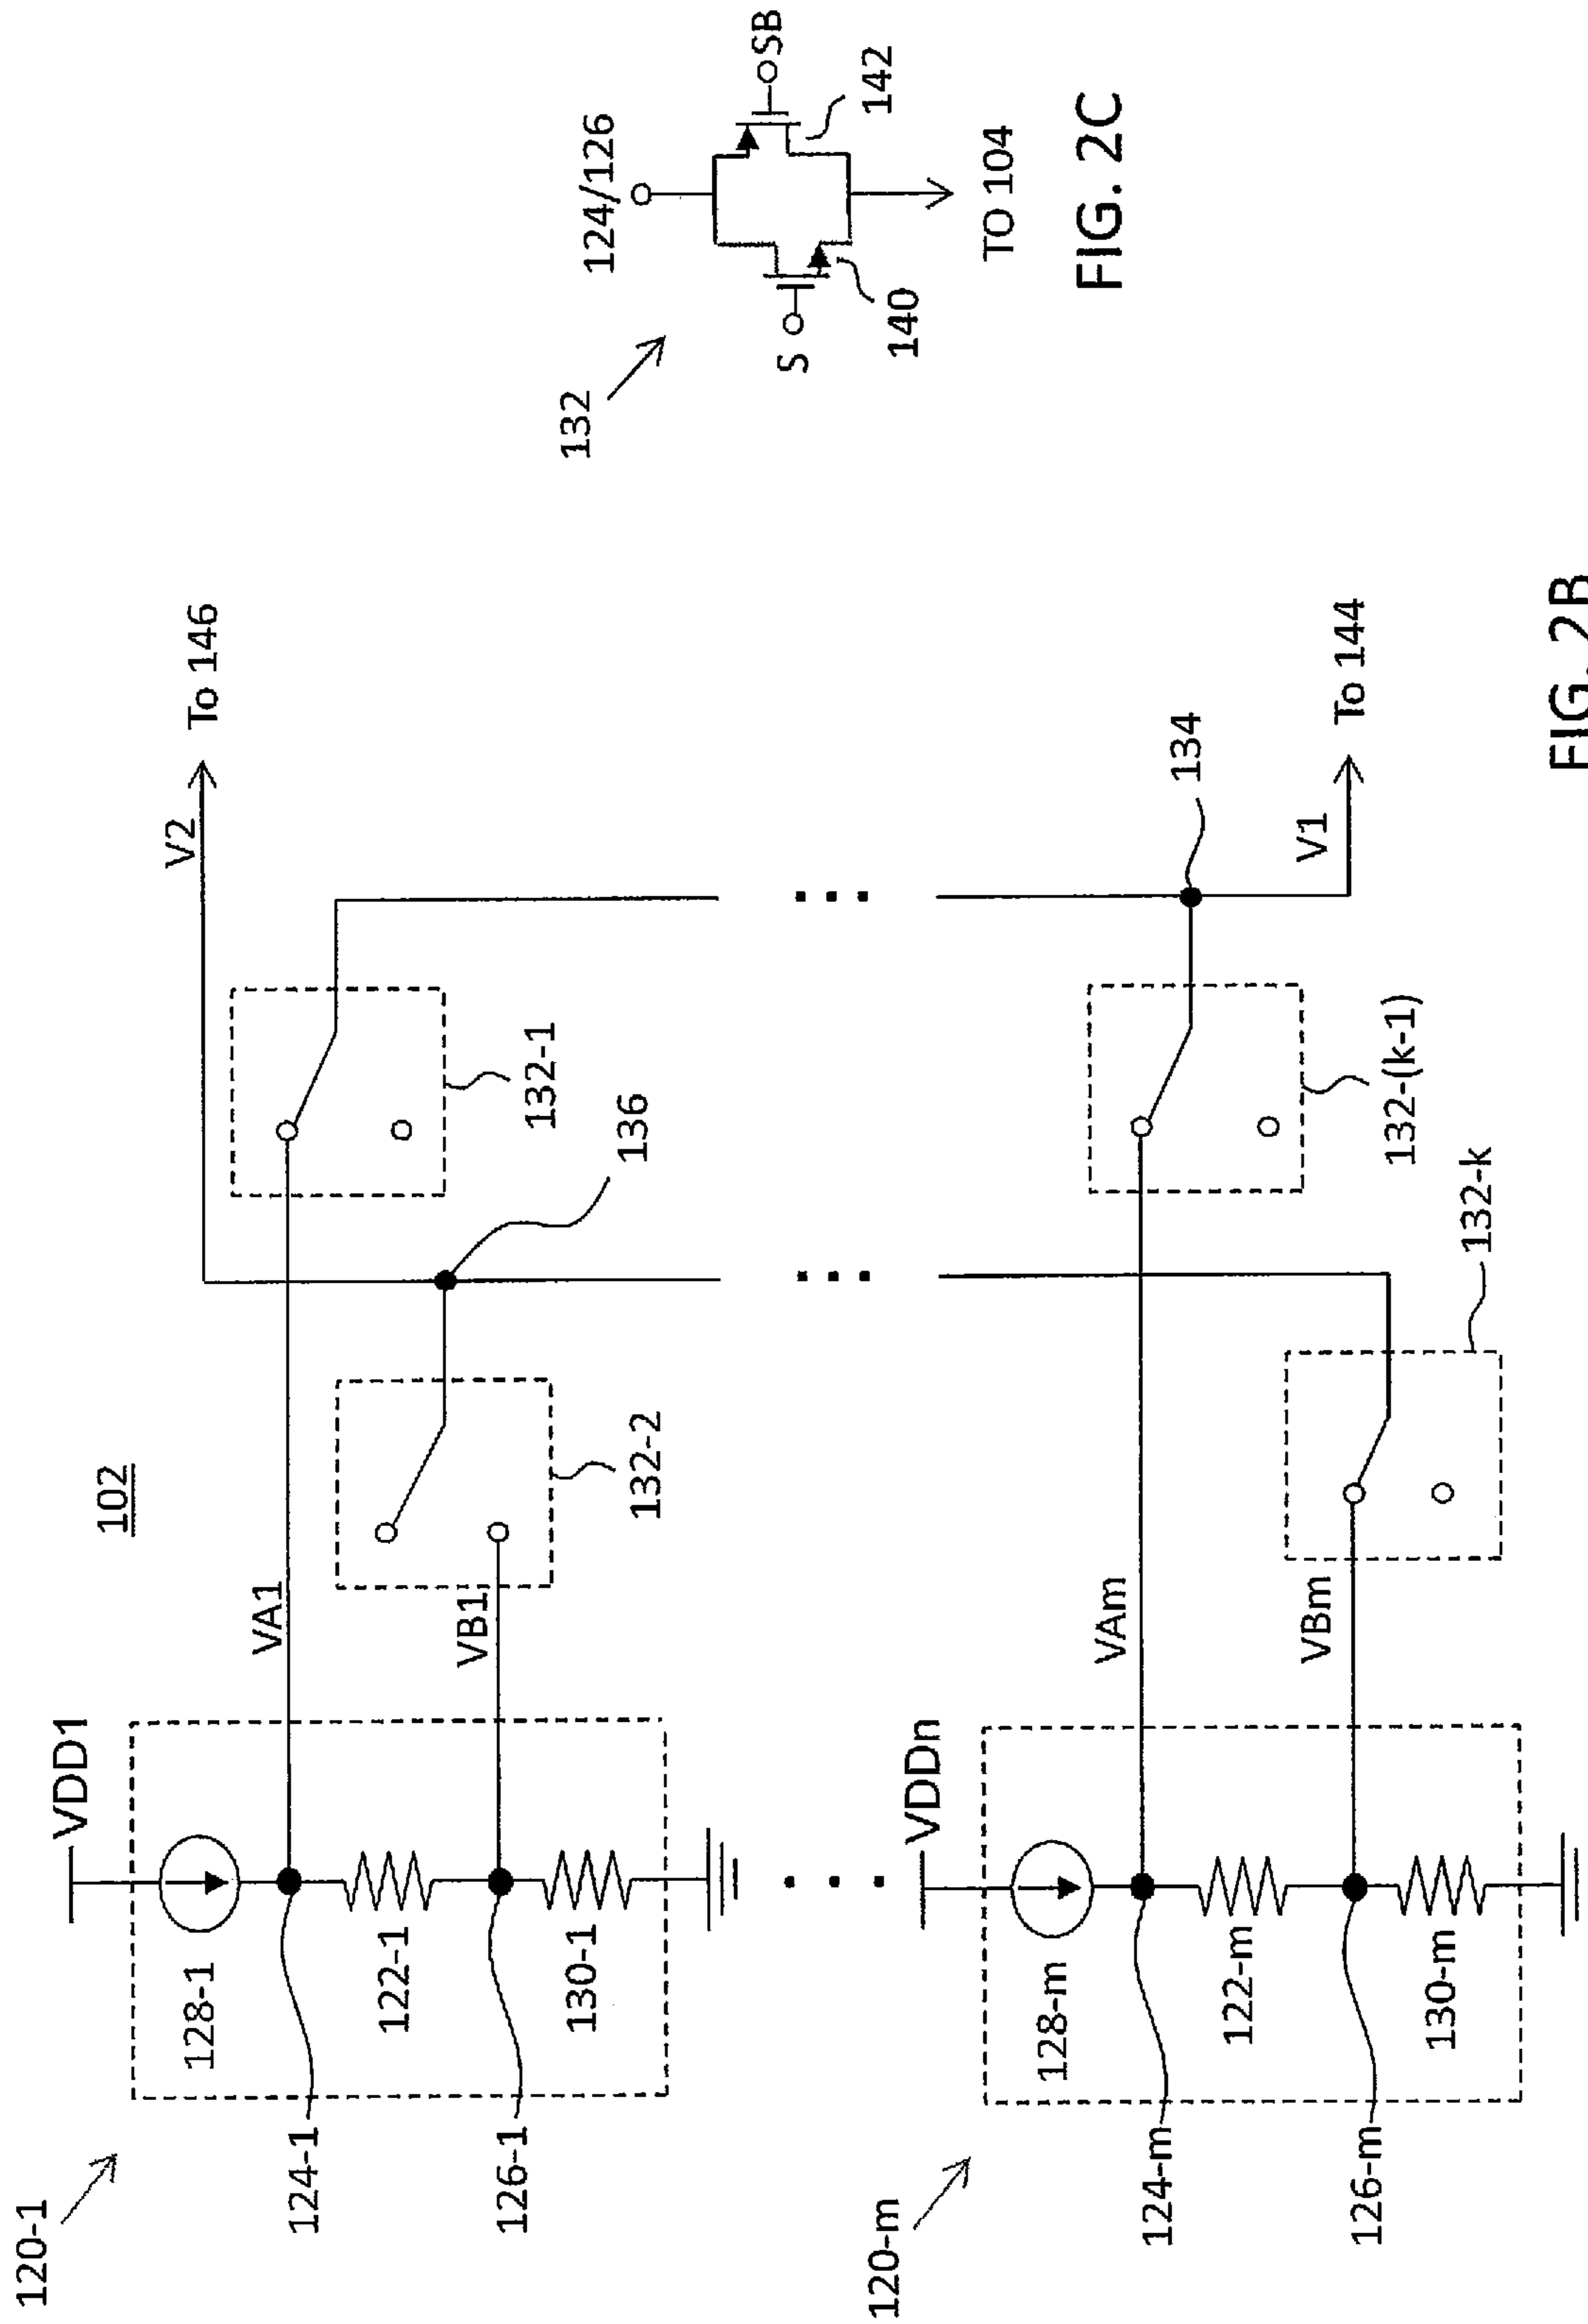 102
120-1
VDD1
128-1
124-1
122-1
126-1
130-1
VA1
VB1
132-2
136
132-1
V2
To 146
120-m
VDDn
128-m
124-m
122-m
126-m
130-m
VAm
VBm
132-k
132-(k-1)
134
V1
To 144
FIG. 2B
132
124/126
S
SB
140
142
TO 104
FIG. 2C